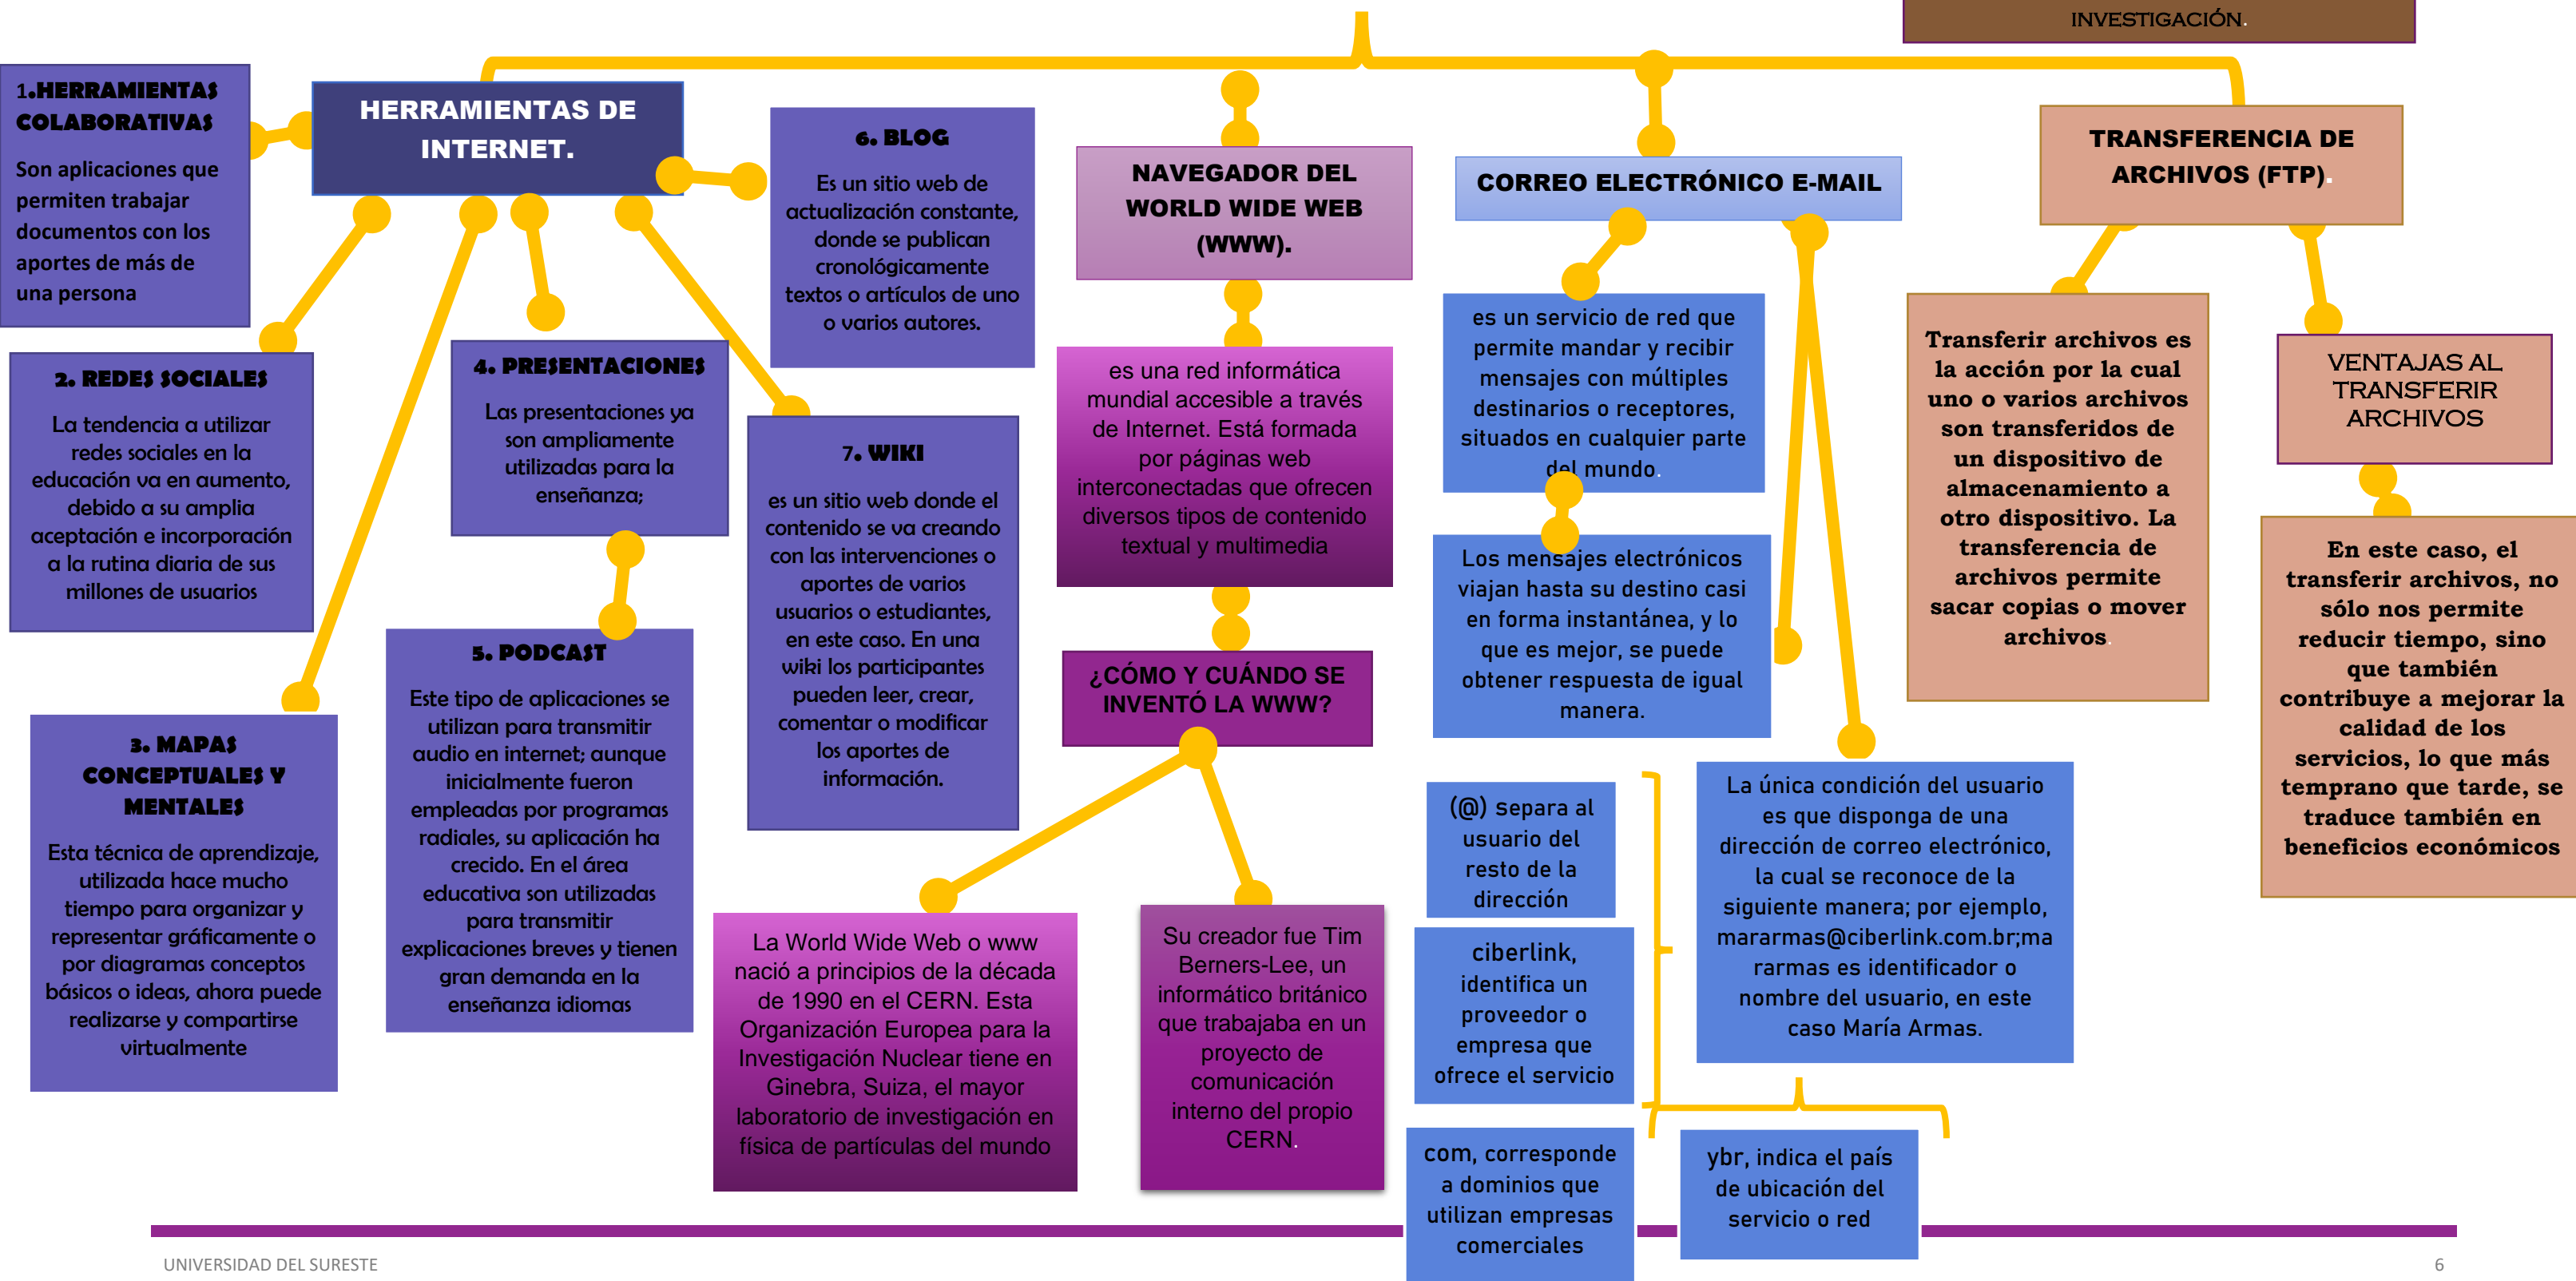 INVESTIGACIÓN.
1.HERRAMIENTAS
COLABORATIVAS
Son aplicaciones que
permiten trabajar
documentos con los
aportes de más de
una persona
HERRAMIENTAS DE
INTERNET.
2. REDES SOCIALES
La tendencia a utilizar
redes sociales en la
educación va en aumento,
debido a su amplia
aceptación e incorporación
a la rutina diaria de sus
millones de usuarios
3. MAPAS
CONCEPTUALES Y
MENTALES
Esta técnica de aprendizaje,
utilizada hace mucho
tiempo para organizar y
representar gráficamente o
por diagramas conceptos
básicos o ideas, ahora puede
realizarse y compartirse
virtualmente
4. PRESENTACIONES
Las presentaciones ya
son ampliamente
utilizadas para la
enseñanza;
5. PODCAST
Este tipo de aplicaciones se
utilizan para transmitir
audio en internet; aunque
inicialmente fueron
empleadas por programas
radiales, su aplicación ha
crecido. En el área
educativa son utilizadas
para transmitir
explicaciones breves y tienen
gran demanda en la
enseñanza idiomas
6. BLOG
Es un sitio web de
actualización constante,
donde se publican
cronológicamente
textos o artículos de uno
o varios autores.
7. WIKI
es un sitio web donde el
contenido se va creando
con las intervenciones o
aportes de varios
usuarios o estudiantes,
en este caso. En una
wiki los participantes
pueden leer, crear,
comentar o modificar
los aportes de
información.
NAVEGADOR DEL
WORLD WIDE WEB
(WWW).
es una red informática
mundial accesible a través
de Internet. Está formada
por páginas web
interconectadas que ofrecen
diversos tipos de contenido
textual y multimedia
¿CÓMO Y CUÁNDO SE
INVENTÓ LA WWW?
La World Wide Web o www
nació a principios de la década
de 1990 en el CERN. Esta
Organización Europea para la
Investigación Nuclear tiene en
Ginebra, Suiza, el mayor
laboratorio de investigación en
física de partículas del mundo
Su creador fue Tim
Berners-Lee, un
informático británico
que trabajaba en un
proyecto de
comunicación
interno del propio
CERN.
CORREO ELECTRÓNICO E-MAIL
es un servicio de red que
permite mandar y recibir
mensajes con múltiples
destinarios o receptores,
situados en cualquier parte
del mundo.
Los mensajes electrónicos
viajan hasta su destino casi
en forma instantánea, y lo
que es mejor, se puede
obtener respuesta de igual
manera.
(@) separa al
usuario del
resto de la
dirección
ciberlink,
identifica un
proveedor o
empresa que
ofrece el servicio
com, corresponde
a dominios que
utilizan empresas
comerciales
La única condición del usuario
es que disponga de una
dirección de correo electrónico,
la cual se reconoce de la
siguiente manera; por ejemplo,
mararmas@ciberlink.com.br;ma
rarmas es identificador o
nombre del usuario, en este
caso María Armas.
ybr, indica el país
de ubicación del
servicio o red
TRANSFERENCIA DE
ARCHIVOS (FTP).
Transferir archivos es
la acción por la cual
uno o varios archivos
son transferidos de
un dispositivo de
almacenamiento a
otro dispositivo. La
transferencia de
archivos permite
sacar copias o mover
archivos.
VENTAJAS AL
TRANSFERIR
ARCHIVOS
En este caso, el
transferir archivos, no
sólo nos permite
reducir tiempo, sino
que también
contribuye a mejorar la
calidad de los
servicios, lo que más
temprano que tarde, se
traduce también en
beneficios económicos
UNIVERSIDAD DEL SURESTE
6